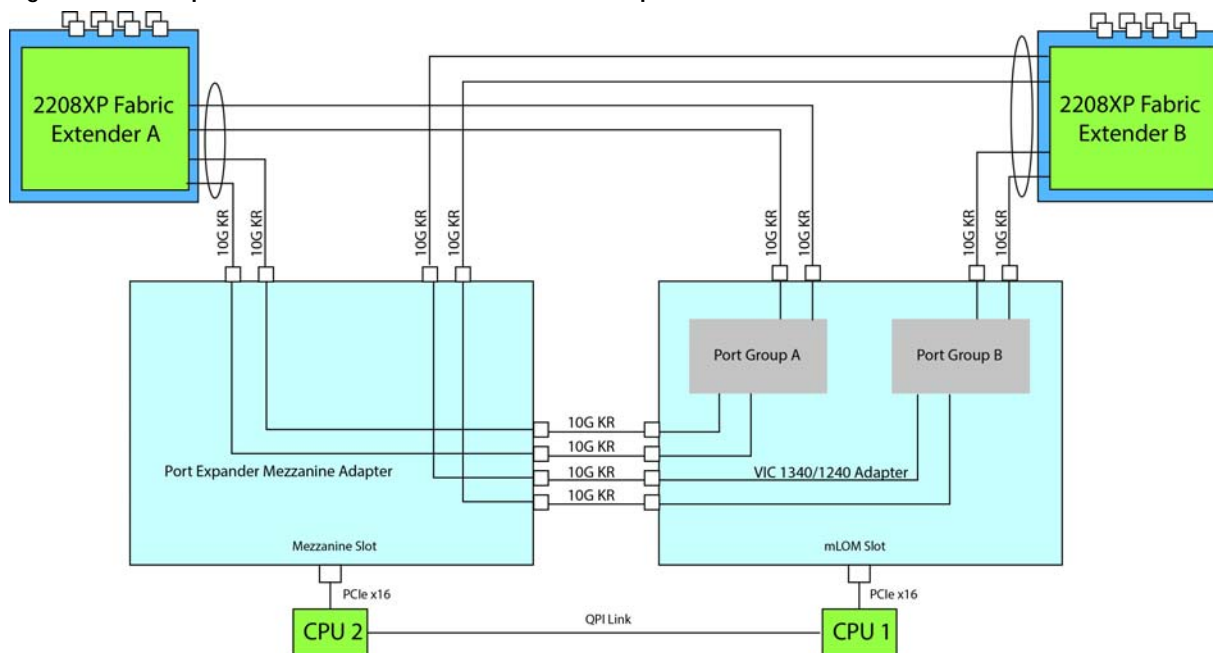 2208XP Fabric
Extender A
2208XP Fabric
Extender B
10G KR
10G KR
10G KR
10G KR
10G KR
10G KR
10G KR
10G KR
Port Group A
Port Group B
10G KR
10G KR
10G KR
10G KR
Port Expander Mezzanine Adapter
VIC 1340/1240 Adapter
Mezzanine Slot
mLOM Slot
PCIe x16
PCIe x16
CPU 2
QPI Link
CPU 1